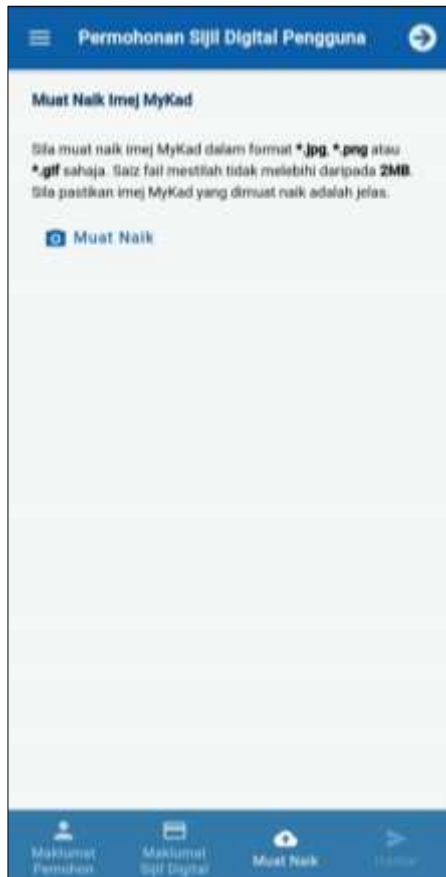 Permohonan Sijil Digital Pengguna
Muat Naik Imej MyKad
Sila muat naik imej MyKad dalam format *.jpg, *.png atau
*.gif sahaja. Saiz fail mestilah tidak melebihi daripada 2MB.
Sila pastikan imej MyKad yang dimuat naik adalah jelas.
Muat Naik
Maklumat
Pemohon
Maklumat
Sijil Digital
Muat Naik